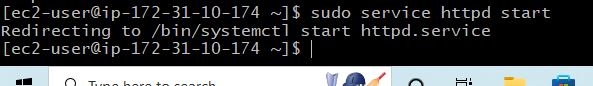 [ec2-user@ip-172-31-10-174 ~]$ sudo service httpd start
Redirecting to /bin/systemctl start httpd.service
[ec2-user@ip-172-31-10-174 ~]$
Type here to search